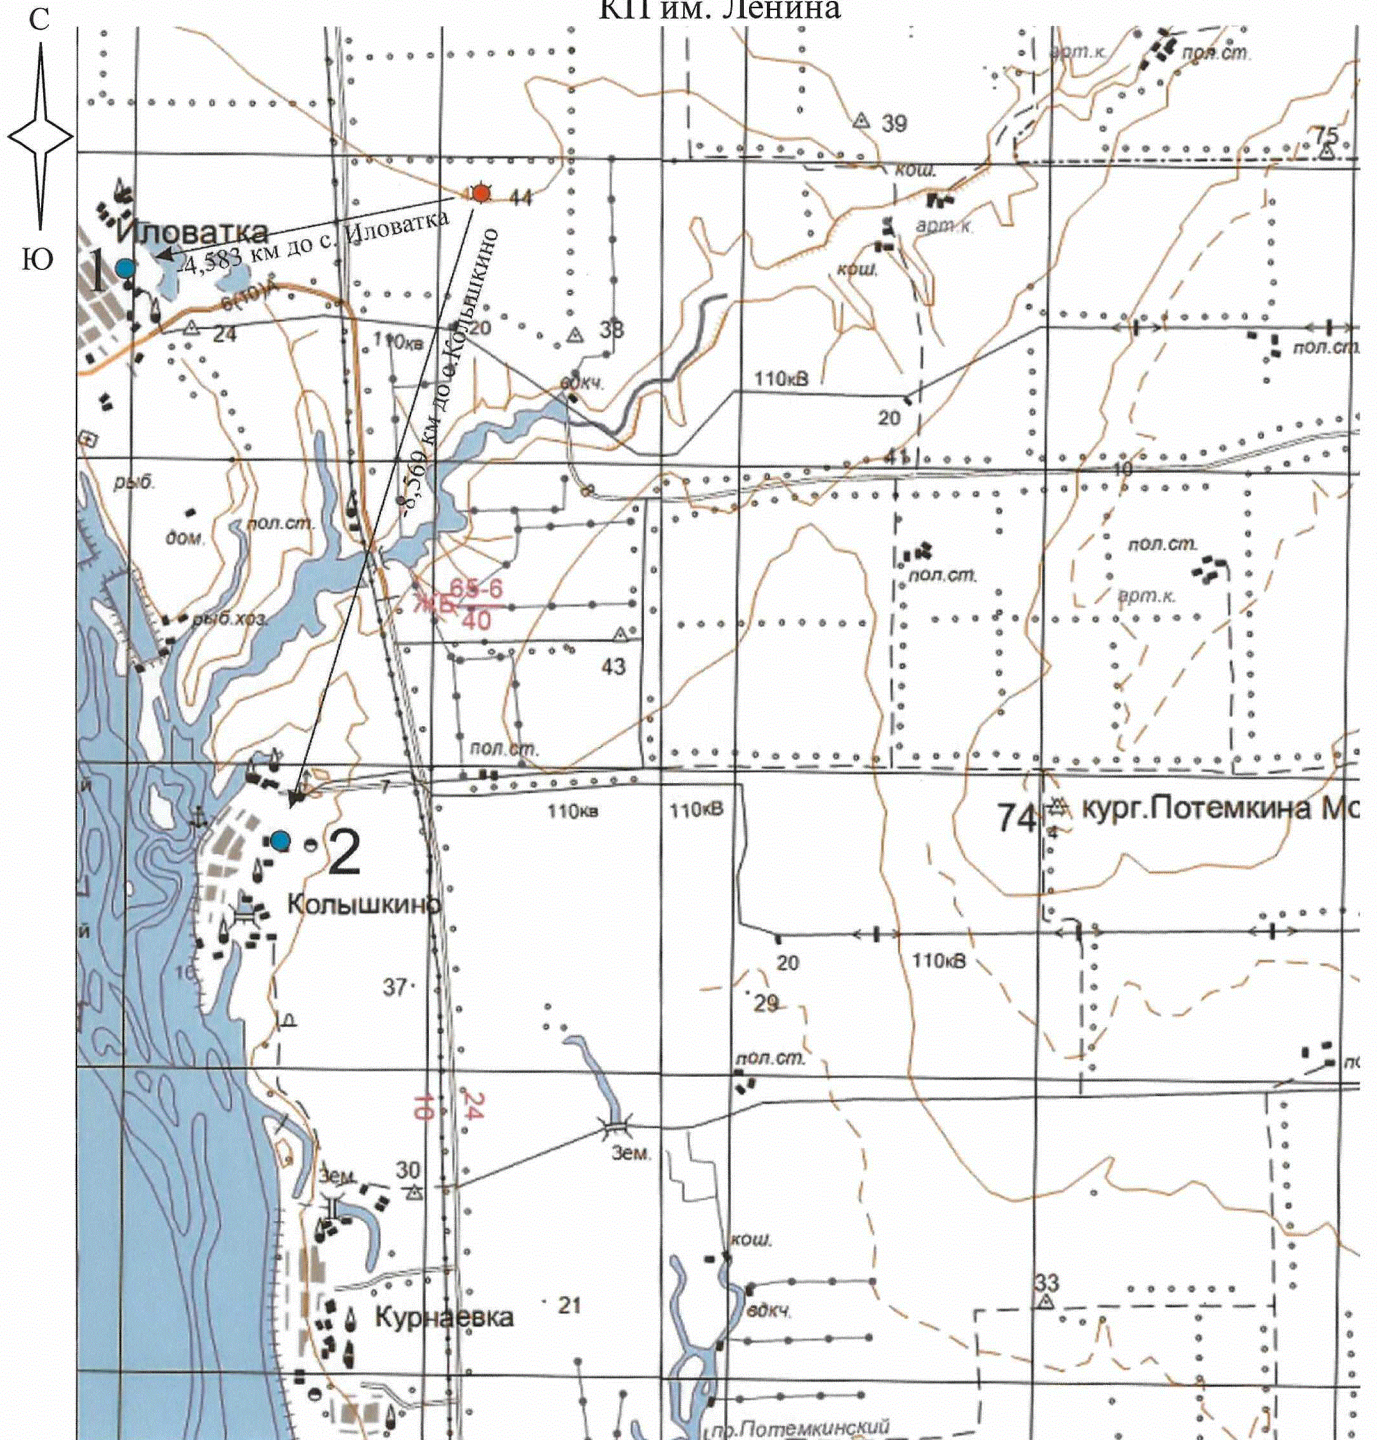 КП им. Ленина
С
Ю
арт.к.
пол.ст.
39
75
кош.
44
арт.к.
Иловатка
-4,583 км до с. Иловатка
1
кош.
6(10)А
24
110кв
20
38
-8,569 км до с.Колышкино
пол.ст.
вдкч.
110кВ
20
41
10
рыб.
пол.ст.
дом.
пол.ст.
пол.ст.
арт.к.
рыб.хоз.
ЖБ
65-6
40
43
пол.ст.
й
7
110кв
110кВ
74
кург.Потемкина Мо
4
2
Колышкино
й
16
37
20
110кВ
29
пол.ст.
10
24
Зем.
Зем.
30
кош.
33
Курнаевка
21
вдкч.
пр.Потемкинский